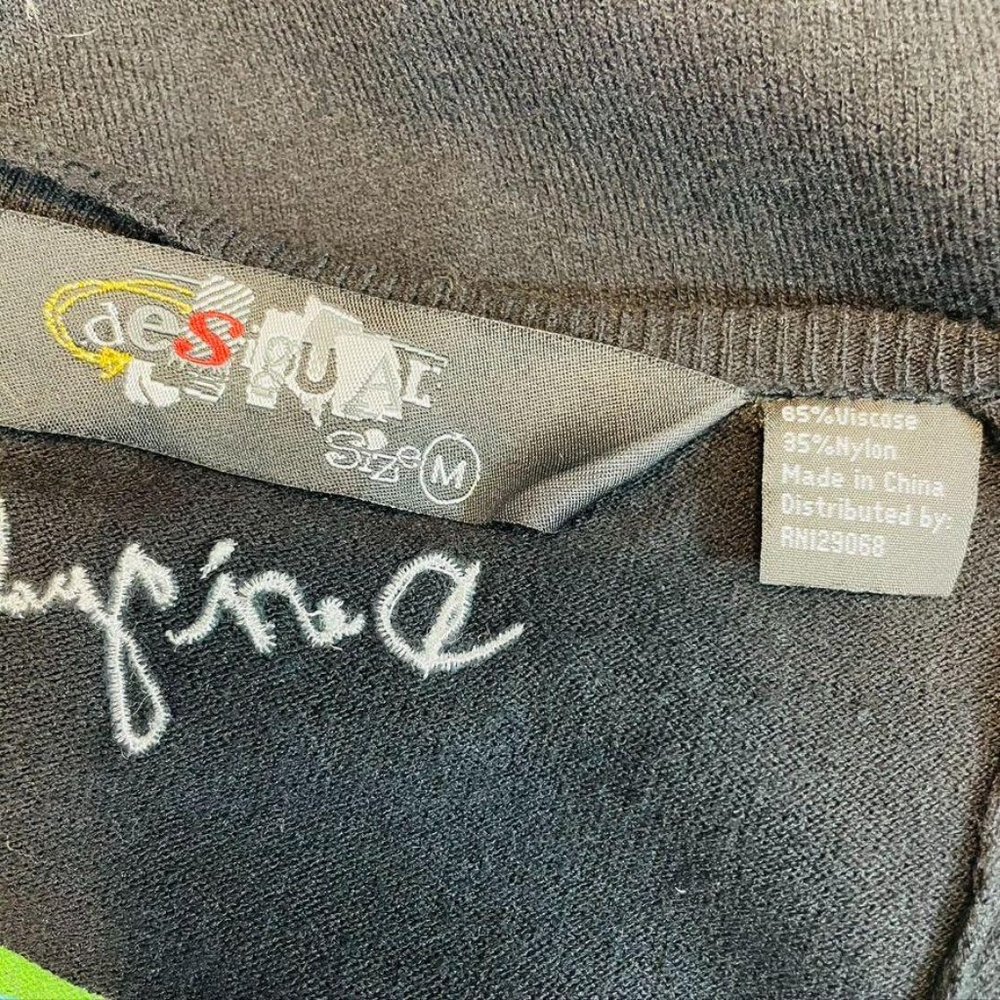 deSigUAL
Size M
65%Viscose
35%Nylon
Made in China
Distributed by:
RN129068